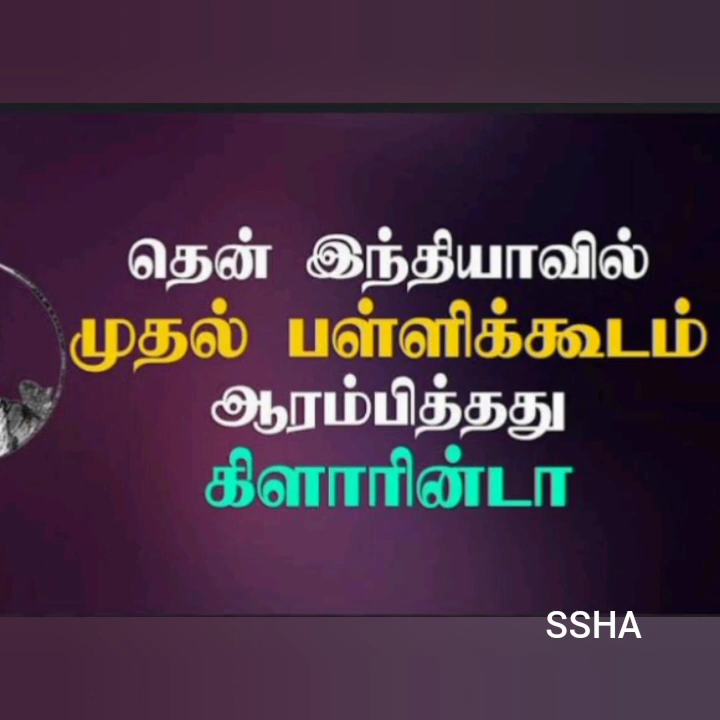 தென் இந்தியாவில்
முதல் பள்ளிக்கூடம்
ஆரம்பித்தது
கிளாரின்டா
SSHA